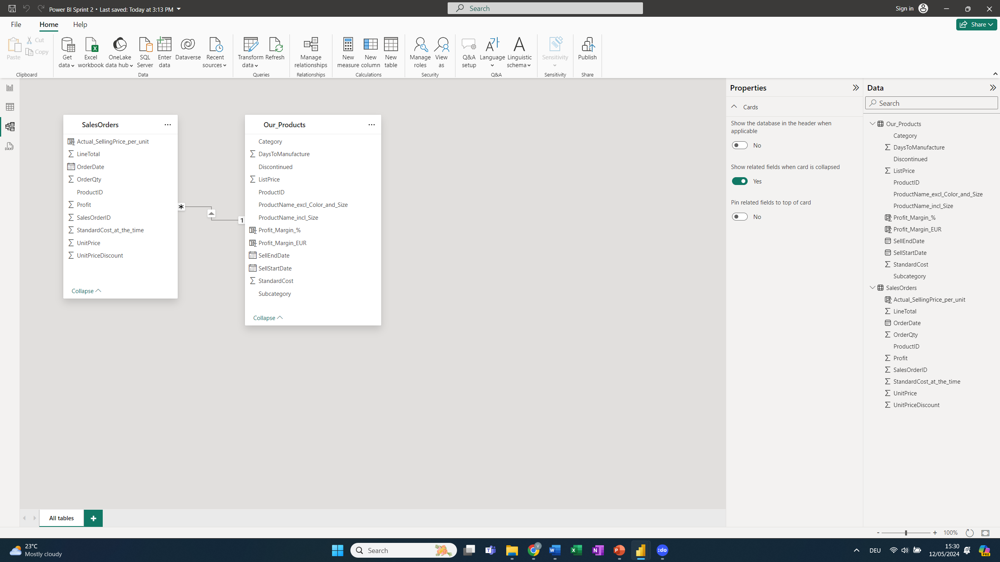 Power BI Sprint 2 • Last saved: Today at 3:13 PM
Search
Sign in
File
Home
Help
Share
Paste
Cut
Copy
Clipboard
Get
data
Excel
workbook
OneLake
data hub
SQL
Server
Enter
data
Dataverse
Recent
sources
Data
Transform
data
Refresh
Queries
Manage
relationships
Relationships
New
measure
New
column
New
table
Calculations
Manage
roles
View
as
Security
Q&A
setup
Language
Linguistic
schema
Q&A
Sensitivity
Sensitivity
Publish
Share
DAX
SalesOrders
Actual_SellingPrice_per_unit
LineTotal
OrderDate
OrderQty
ProductID
Profit
SalesOrderID
StandardCost_at_the_time
UnitPrice
UnitPriceDiscount
Collapse
*
1
Our_Products
Category
DaysToManufacture
Discontinued
ListPrice
ProductID
ProductName_excl_Color_and_Size
ProductName_incl_Size
Profit_Margin_%
Profit_Margin_EUR
SellEndDate
SellStartDate
StandardCost
Subcategory
Collapse
Properties
Cards
Show the database in the header when
applicable
No
Show related fields when card is collapsed
Yes
Pin related fields to top of card
No
Data
Search
Our_Products
Category
DaysToManufacture
Discontinued
ListPrice
ProductID
ProductName_excl_Color_and_Size
ProductName_incl_Size
Profit_Margin_%
Profit_Margin_EUR
SellEndDate
SellStartDate
StandardCost
Subcategory
SalesOrders
Actual_SellingPrice_per_unit
LineTotal
OrderDate
OrderQty
ProductID
Profit
SalesOrderID
StandardCost_at_the_time
UnitPrice
UnitPriceDiscount
All tables
+
- + 100%
23°C
Mostly cloudy
Search
V
:do
DEU
15:30
12/05/2024
PRE